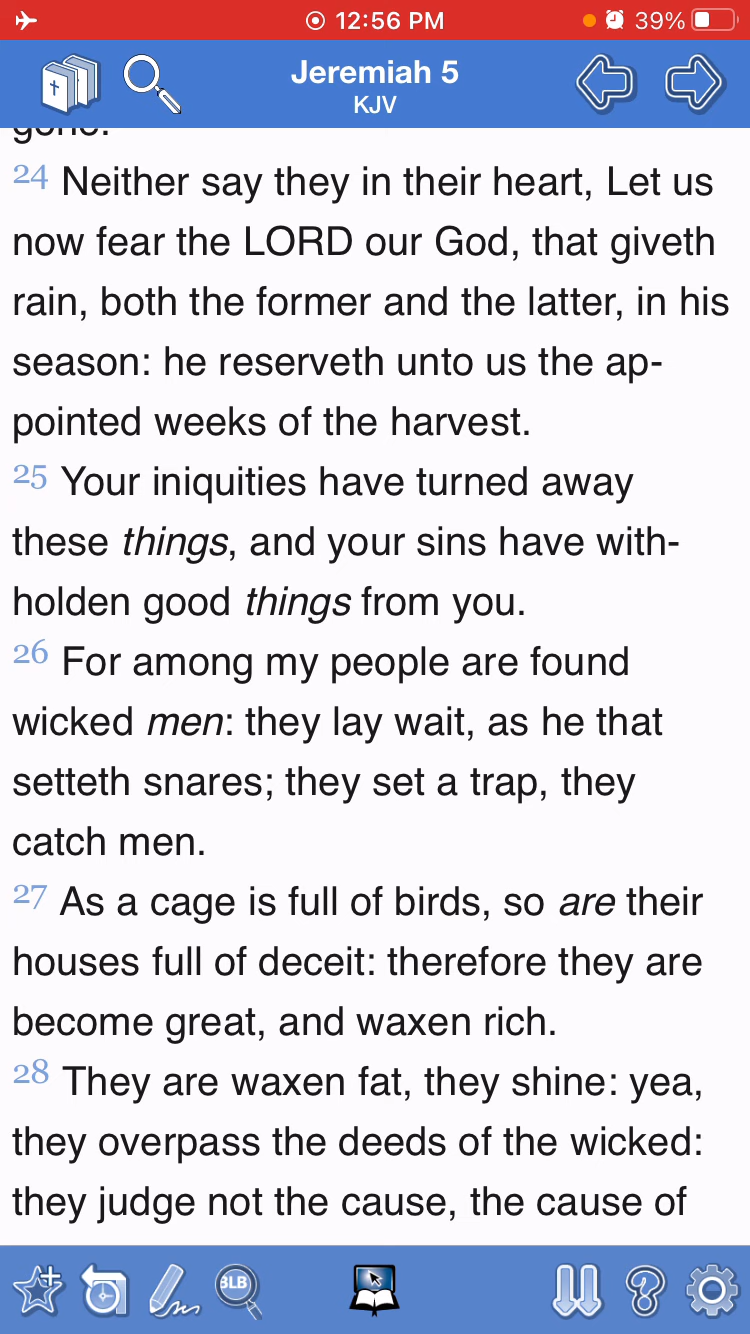 12:56 PM
39%
Jeremiah 5
KJV
gone.
24 Neither say they in their heart, Let us
now fear the LORD our God, that giveth
rain, both the former and the latter, in his
season: he reserveth unto us the ap-
pointed weeks of the harvest.
25 Your iniquities have turned away
these things, and your sins have with-
holden good things from you.
26 For among my people are found
wicked men: they lay wait, as he that
setteth snares; they set a trap, they
catch men.
27 As a cage is full of birds, so are their
houses full of deceit: therefore they are
become great, and waxen rich.
28 They are waxen fat, they shine: yea,
they overpass the deeds of the wicked:
they judge not the cause, the cause of
BLB